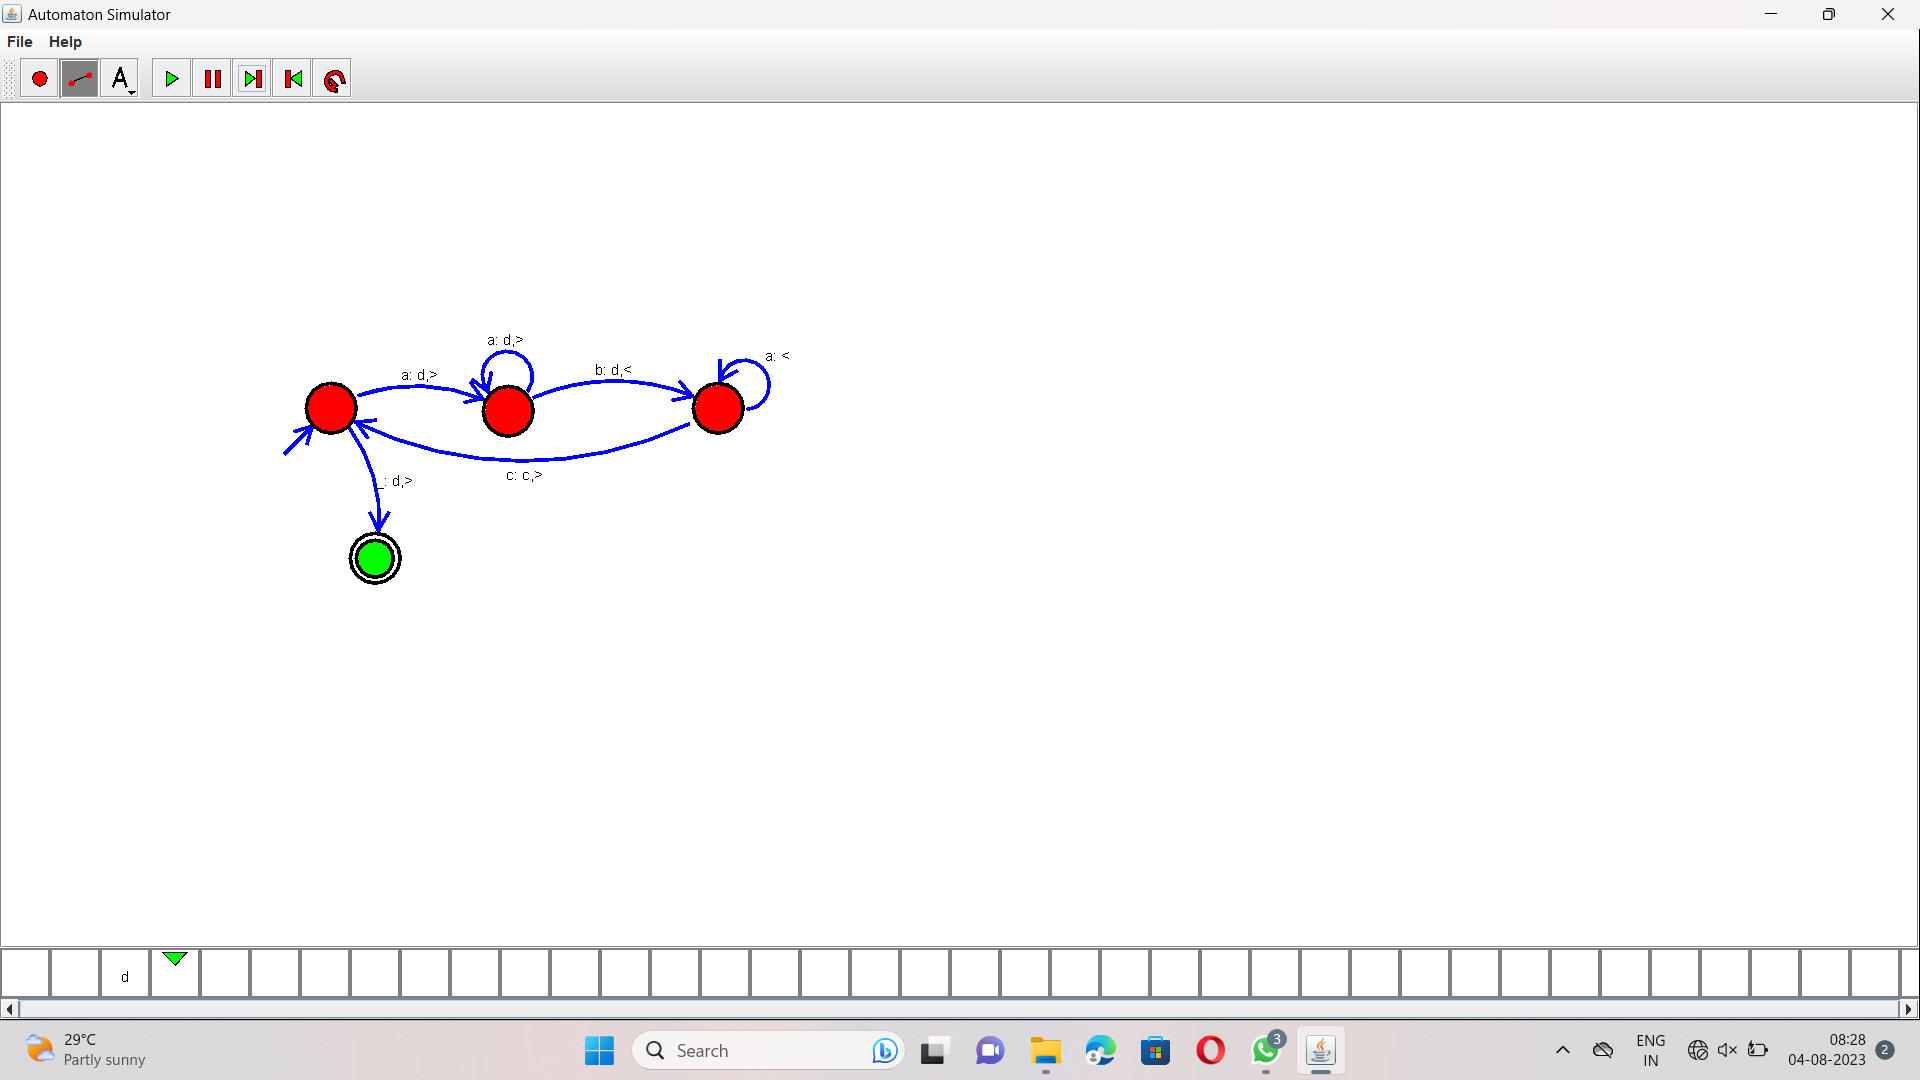 Automaton Simulator
File Help
A
a: d,>
a: <
b: d,<
a: d,>
c: c,>
_: d,>
d
29°C
Partly sunny
Search
3
ENG
IN
08:28
04-08-2023
2